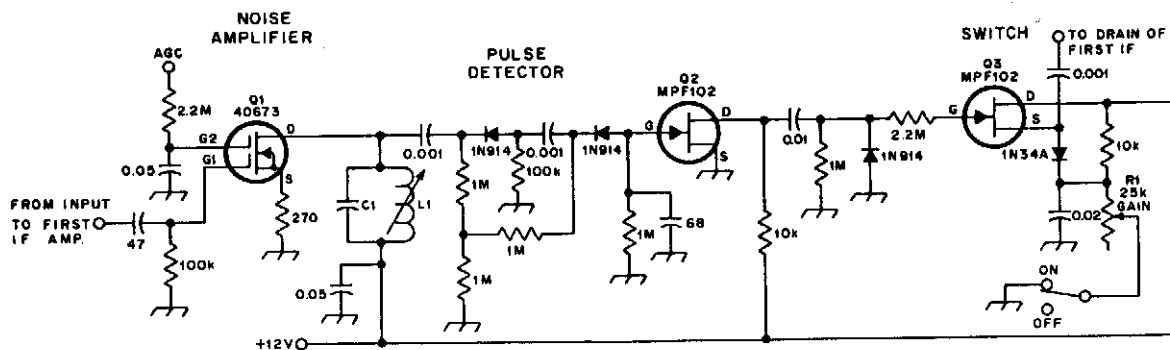 NOISE
AMPLIFIER
AGC
2.2M
Q1
40673
G2
G1
D
S
0.05
FROM INPUT
TO FIRST
IF AMP.
47
100k
270
C1
L1
0.05
+12V
PULSE
DETECTOR
0.001
1N914
0.001
1N914
100k
1M
1M
1M
1M
68
Q2
MPF102
G
D
S
10k
0.01
1M
1N914
2.2M
SWITCH
Q3
MPF102
G
D
S
TO DRAIN OF
FIRST IF
0.001
1N34A
10k
R1
25k
GAIN
0.02
ON
OFF